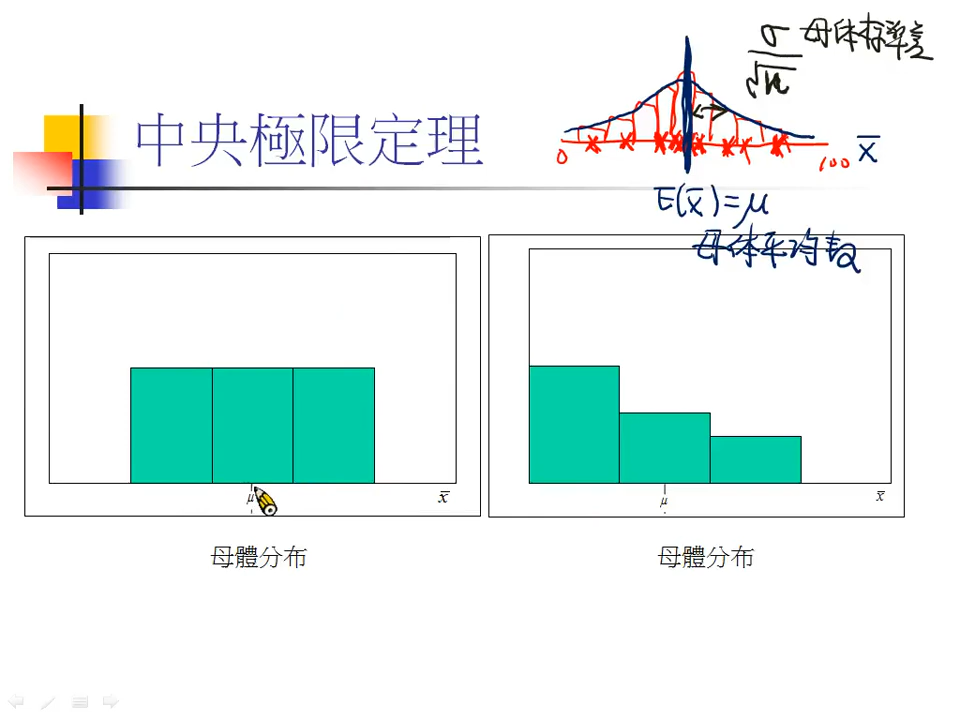 σ
√n 母体标準差
中央極限定理
0 100 x̄
E(x̄)=μ
母体平均数
μ x̄
μ x̄
母體分布 母體分布